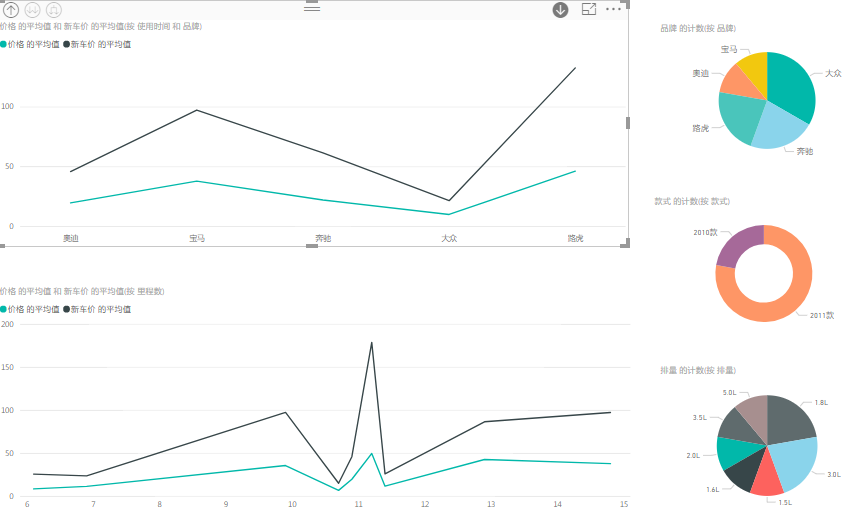 价格 的平均值 和 新车价 的平均值(按 使用时间 和 品牌)
价格 的平均值 新车价 的平均值
100
50
0
奥迪 宝马 奔驰 大众 路虎
价格 的平均值 和 新车价 的平均值(按 里程数)
价格 的平均值 新车价 的平均值
200
150
100
50
0
6 7 8 9 10 11 12 13 14 15
品牌 的计数(按 品牌)
宝马
奥迪
大众
路虎
奔驰
款式 的计数(按 款式)
2010款
2011款
排量 的计数(按 排量)
5.0L
1.8L
3.5L
2.0L
3.0L
1.6L
1.5L